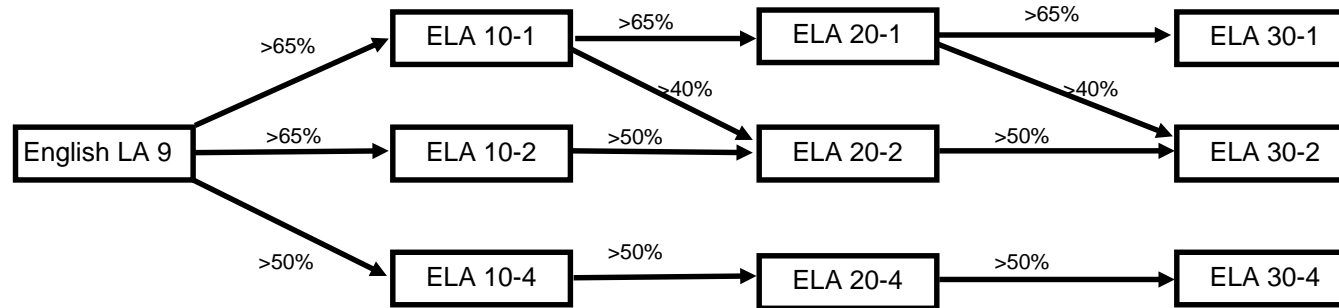 >65%
ELA 10-1
>65%
ELA 20-1
>65%
ELA 30-1
>40%
>40%
English LA 9
>65%
ELA 10-2
>50%
ELA 20-2
>50%
ELA 30-2
>50%
ELA 10-4
>50%
ELA 20-4
>50%
ELA 30-4